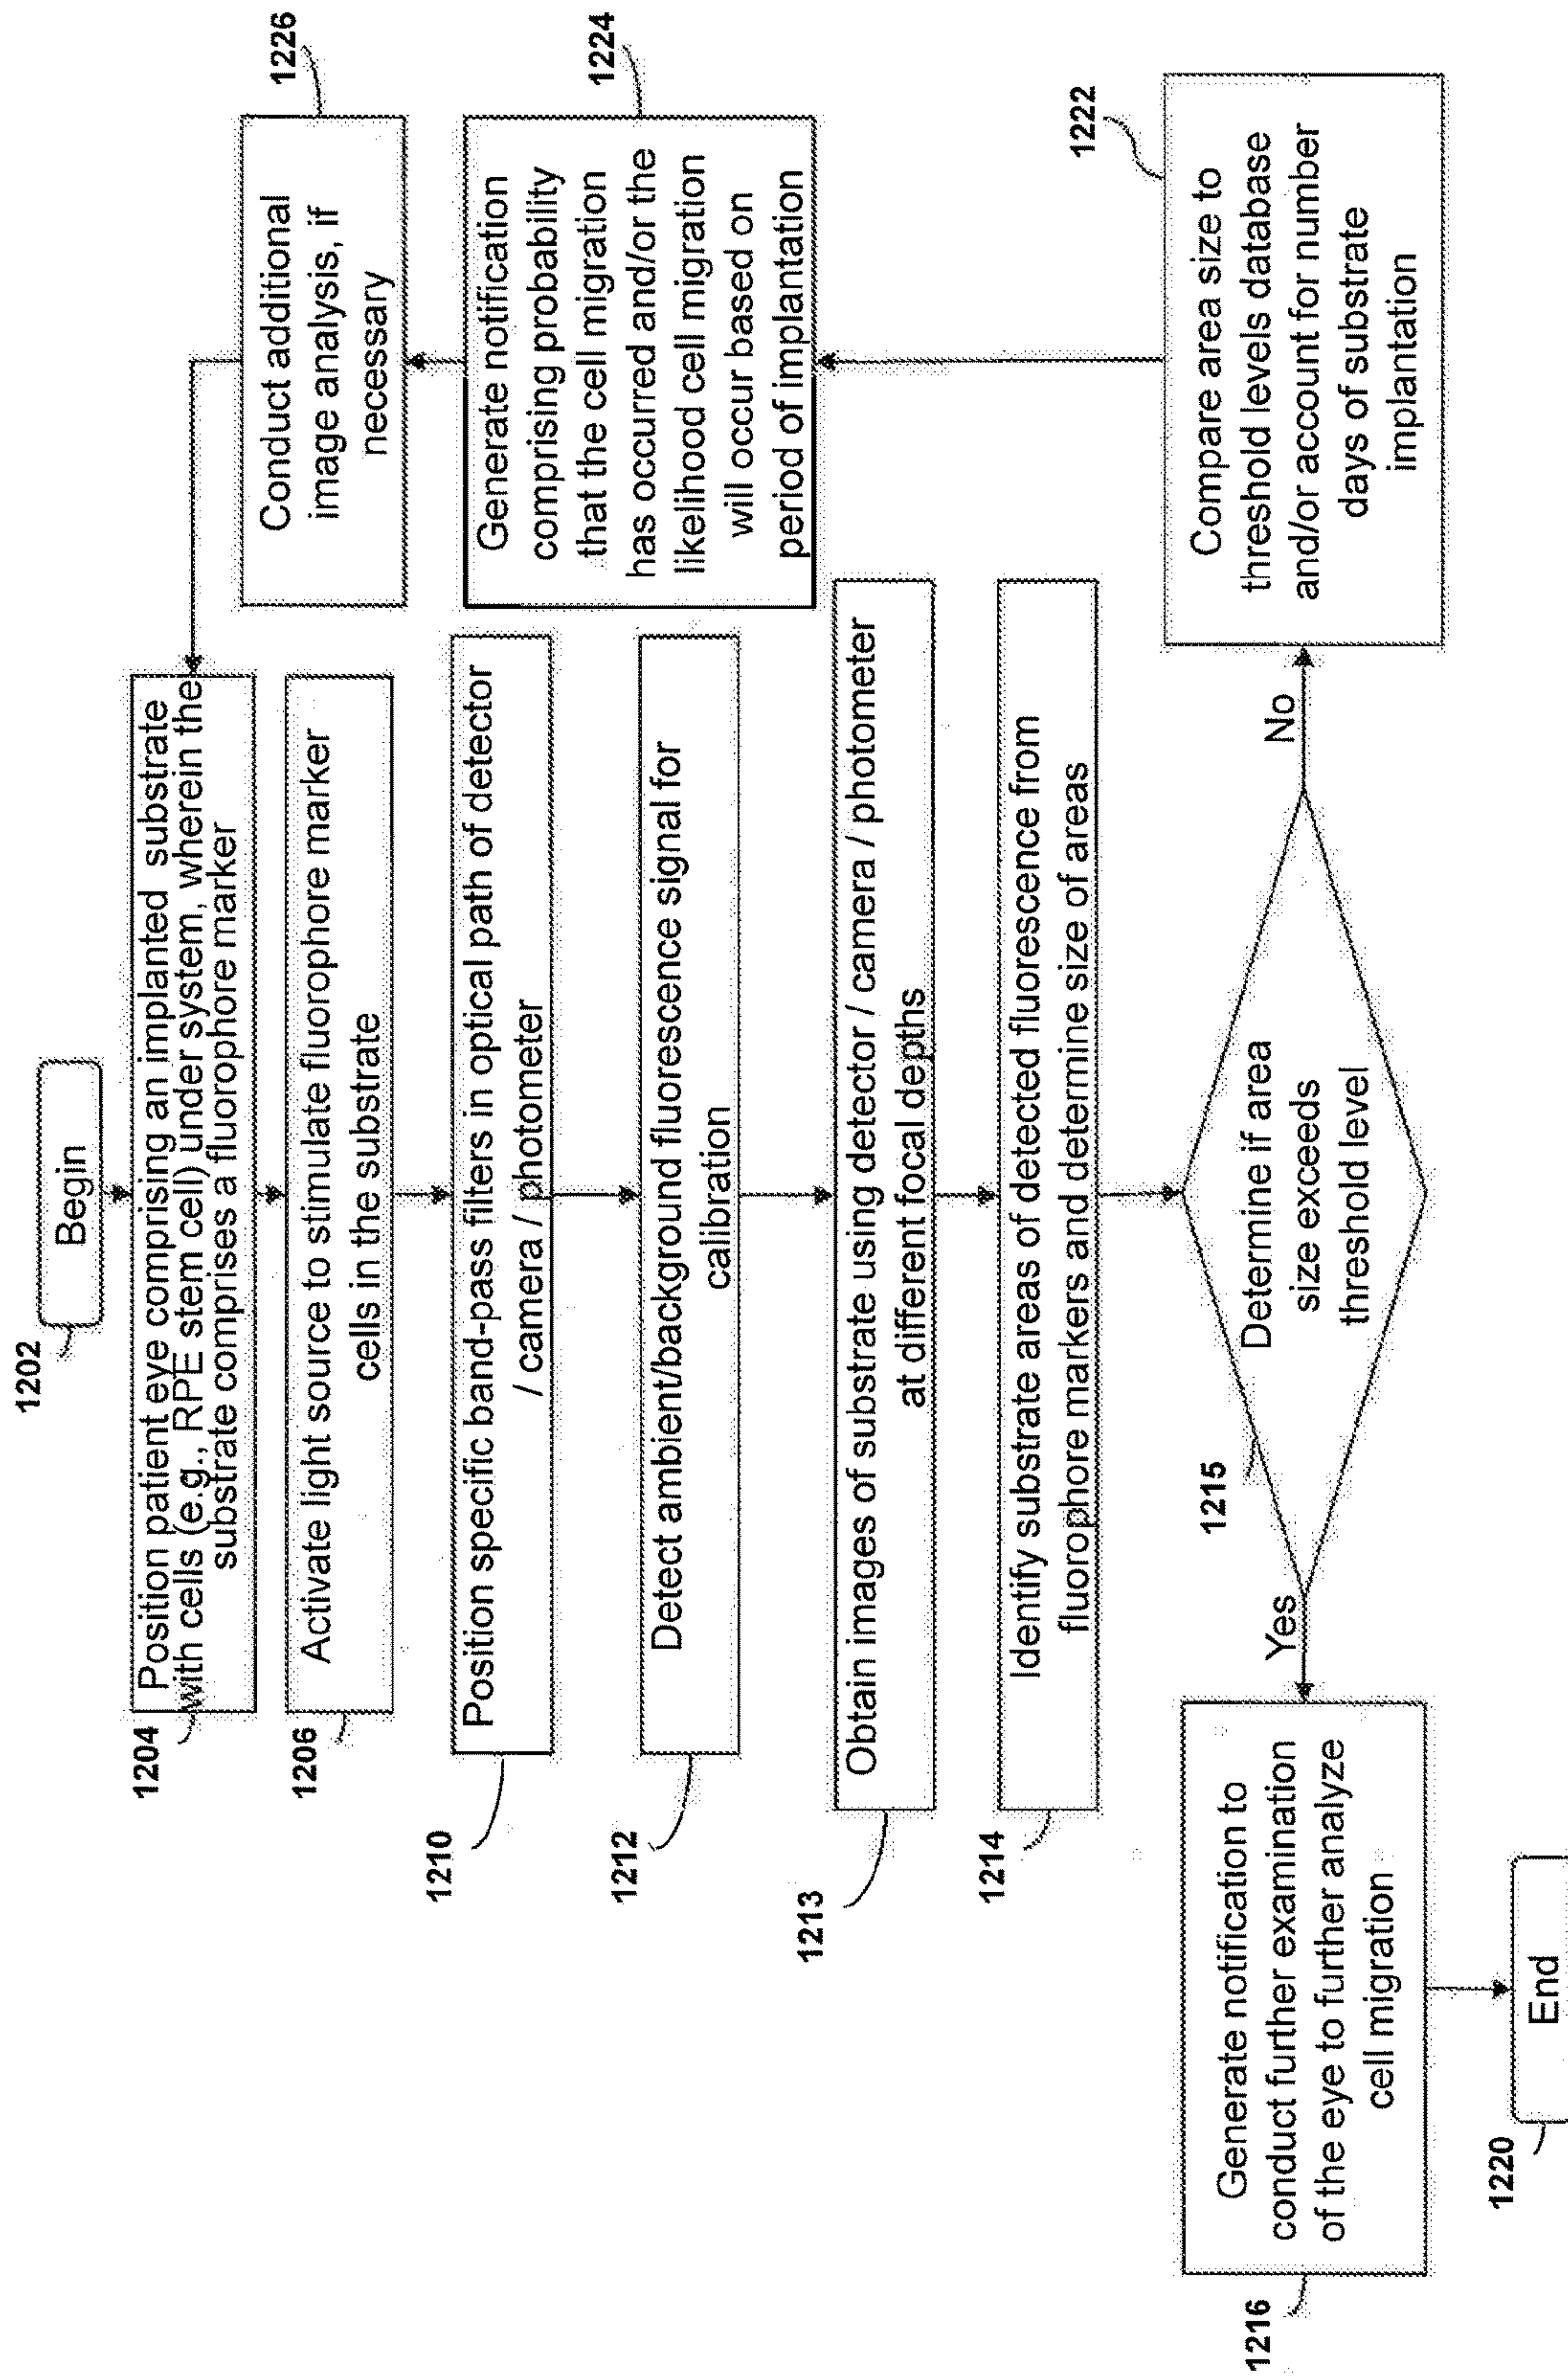 1202
Begin
1204
Position patient eye comprising an implanted substrate
with cells (e.g., RPE stem cell) under system, wherein the
substrate comprises a fluorophore marker
1206
Activate light source to stimulate fluorophore marker
cells in the substrate
1210
Position specific band-pass filters in optical path of detector
/ camera / photometer
1212
Detect ambient/background fluorescence signal for
calibration
1213
Obtain images of substrate using detector / camera / photometer
at different focal depths
1214
Identify substrate areas of detected fluorescence from
fluorophore markers and determine size of areas
1215
Determine if area
size exceeds
threshold level
Yes
No
1216
Generate notification to
conduct further examination
of the eye to further analyze
cell migration
1220
End
1222
Compare area size to
threshold levels database
and/or account for number
days of substrate
implantation
1224
Generate notification
comprising probability
that the cell migration
has occurred and/or the
likelihood cell migration
will occur based on
period of implantation
1226
Conduct additional
image analysis, if
necessary